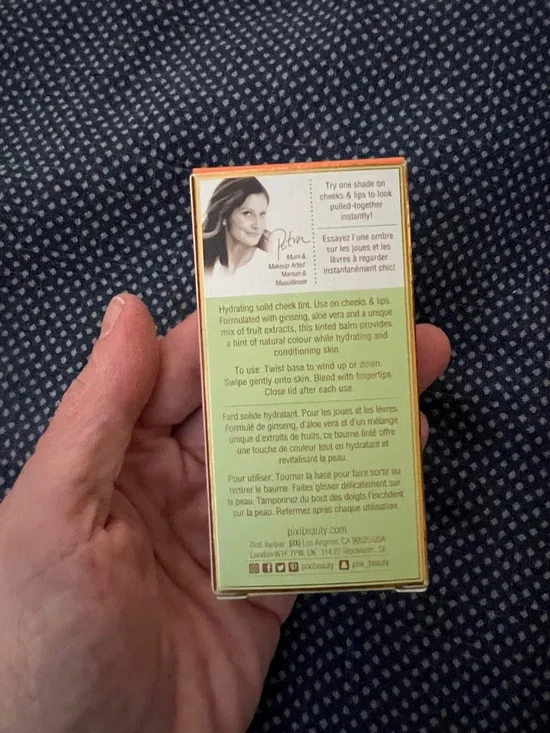 Try one shade on
cheeks & lips to look
pulled-together
instantly!
Petra
Mum &
Makeup Artist
Maman &
Maquilleuse
Essayez l'une ombre
sur les joues et les
lèvres à regarder
instantanément chic!
Hydrating solid cheek tint. Use on cheeks & lips.
Formulated with ginseng, aloe vera and a unique
mix of fruit extracts, this tinted balm provides
a hint of natural colour while hydrating and
conditioning skin.
To use: Twist base to wind up or down.
Swipe gently onto skin. Blend with fingertips.
Close lid after each use.
Fard solide hydratant. Pour les joues et les lèvres.
Formulé de ginseng, d'aloe vera et d'un mélange
unique d'extraits de fruits, ce baume teinté offre
une touche de couleur tout en hydratant et
revitalisant la peau.
Pour utiliser: Tourner la base pour faire sortir ou
rentrer le baume. Faites glisser délicatement sur
la peau. Tamponnez du bout des doigts l'excédent
sur la peau. Refermez après chaque utilisation.
pixibeauty.com
Dist. by/par. pixi Los Angeles, CA 90025 USA
London W1F 7PW, UK 114 20 Stockholm, SE
pixibeauty pixi_beauty